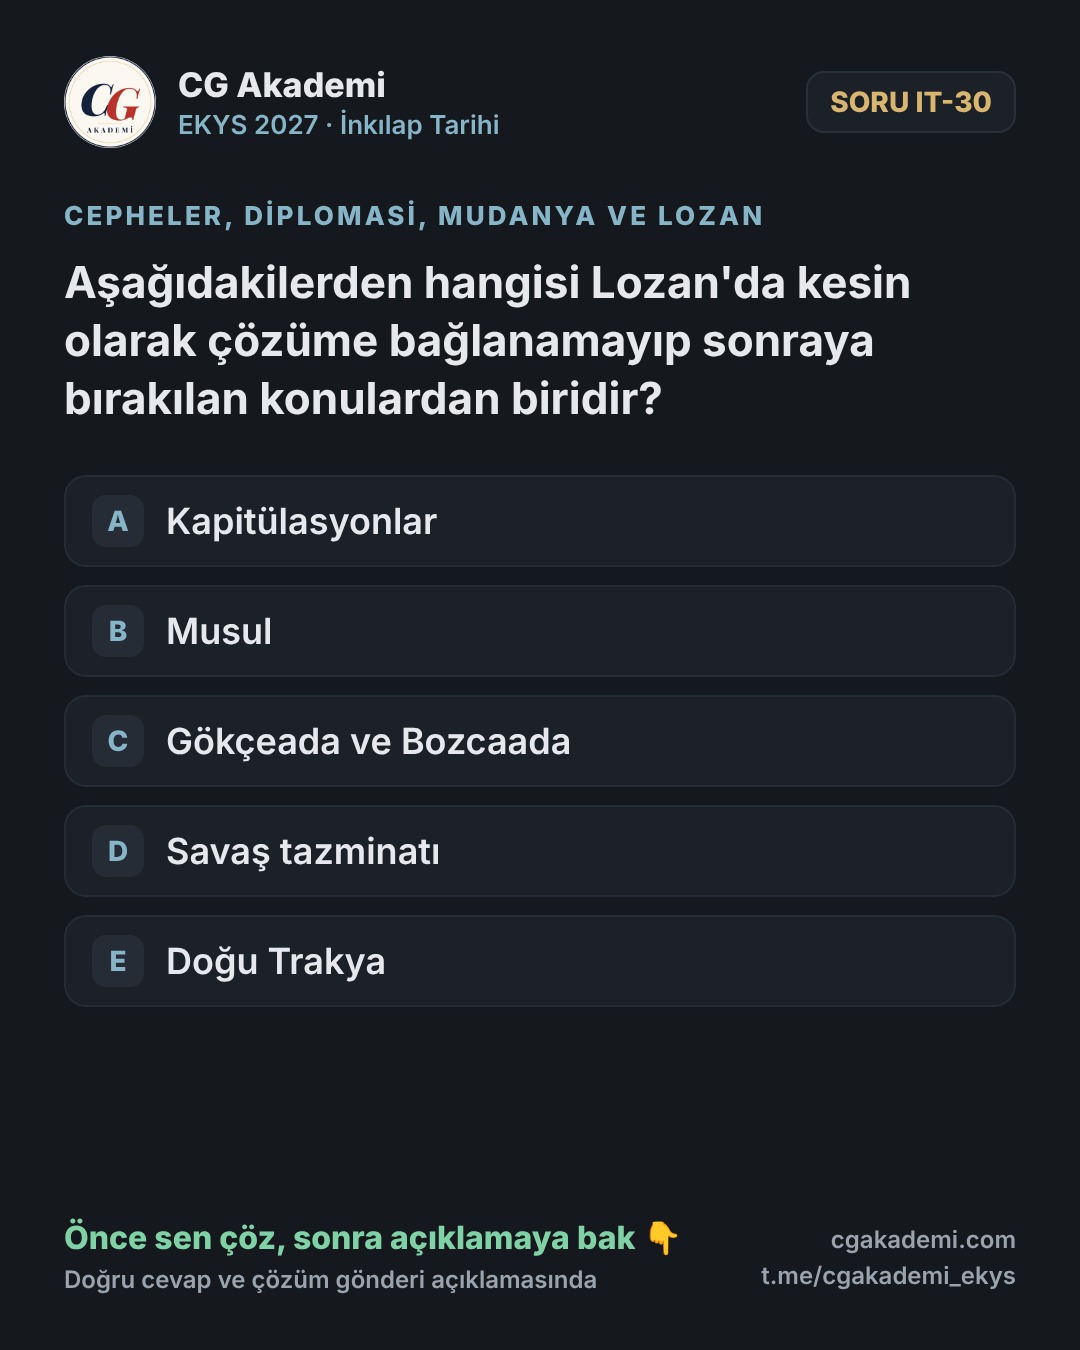 CG
AKADEMİ
CG Akademi
EKYS 2027 · İnkılap Tarihi
SORU IT-30
CEPHELER, DİPLOMASİ, MUDANYA VE LOZAN
Aşağıdakilerden hangisi Lozan'da kesin
olarak çözüme bağlanamayıp sonraya
bırakılan konulardan biridir?
A Kapitülasyonlar
B Musul
C Gökçeada ve Bozcaada
D Savaş tazminatı
E Doğu Trakya
Önce sen çöz, sonra açıklamaya bak 👇
Doğru cevap ve çözüm gönderi açıklamasında
cgakademi.com
t.me/cgakademi_ekys